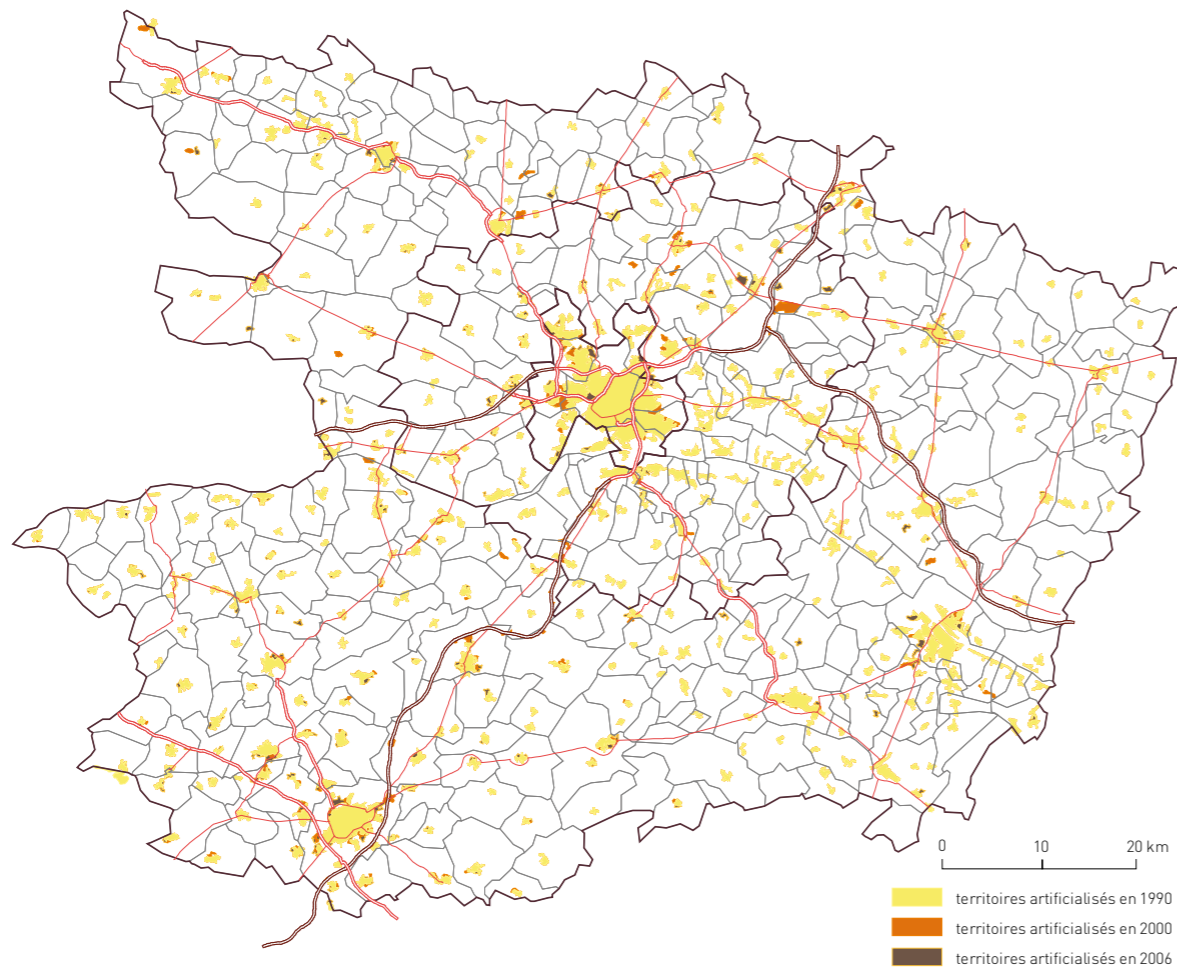 0 10 20 km
territoires artificialisés en 1990
territoires artificialisés en 2000
territoires artificialisés en 2006